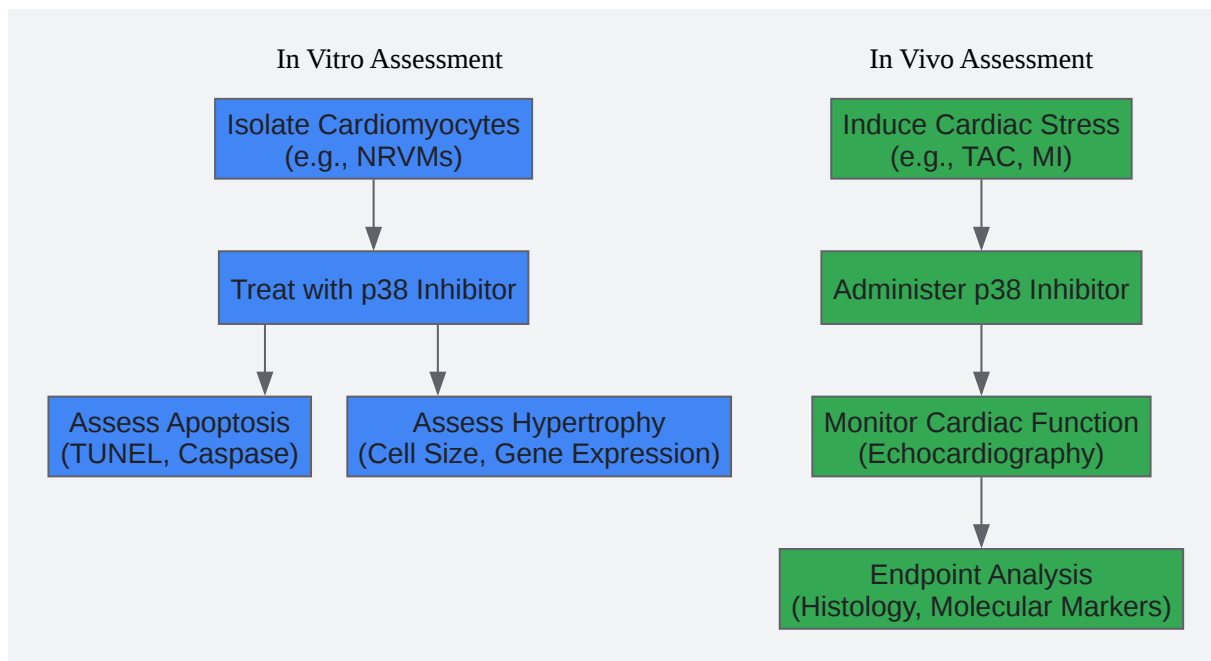 In Vitro Assessment
Isolate Cardiomyocytes
(e.g., NRVMs)
Treat with p38 Inhibitor
Assess Apoptosis
(TUNEL, Caspase)
Assess Hypertrophy
(Cell Size, Gene Expression)
In Vivo Assessment
Induce Cardiac Stress
(e.g., TAC, MI)
Administer p38 Inhibitor
Monitor Cardiac Function
(Echocardiography)
Endpoint Analysis
(Histology, Molecular Markers)